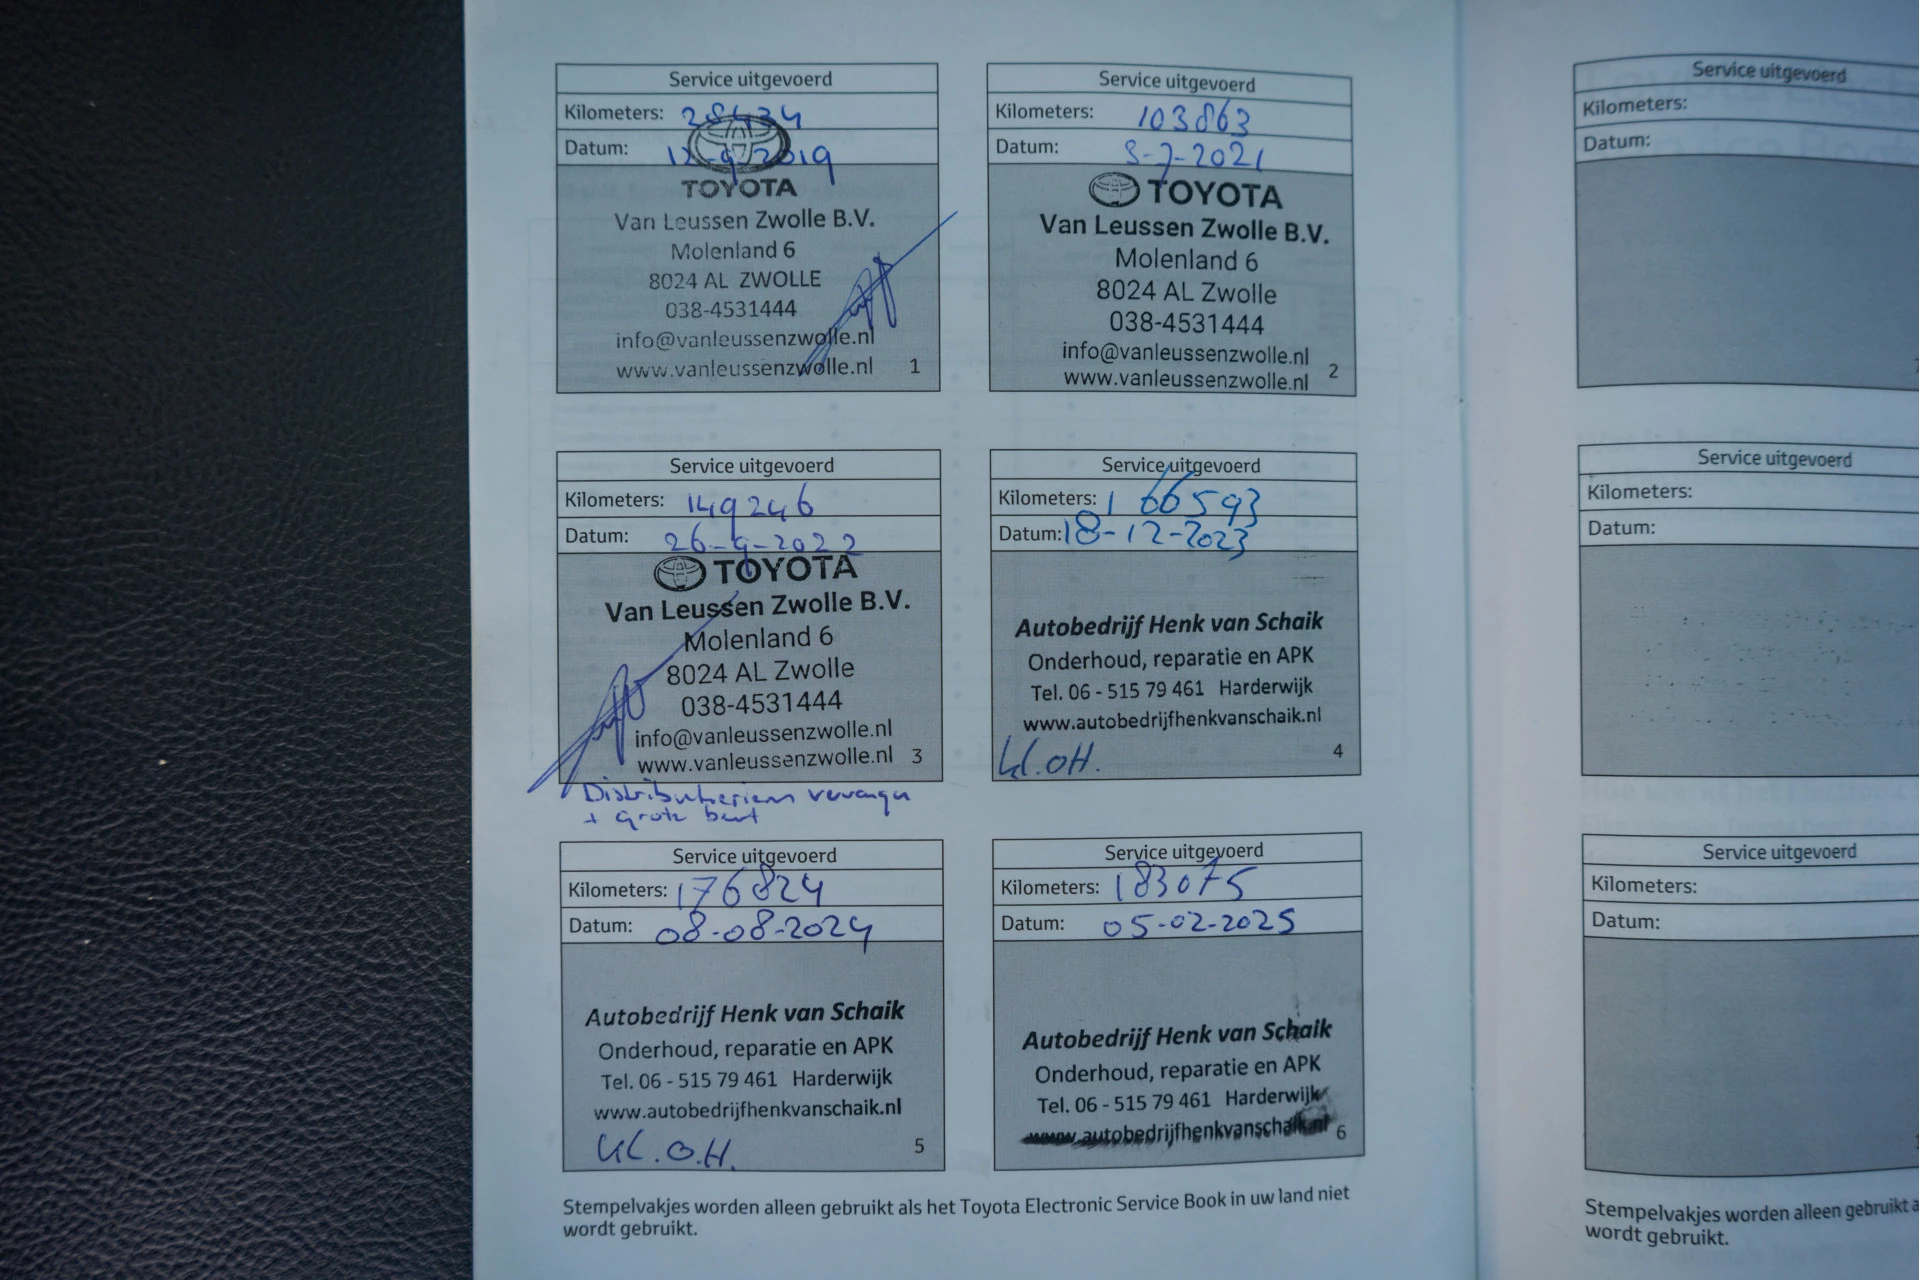 Service uitgevoerd
Kilometers: 28434
Datum: 12-9-2019
TOYOTA
Van Leussen Zwolle B.V.
Molenland 6
8024 AL ZWOLLE
038-4531444
info@vanleussenzwolle.nl
www.vanleussenzwolle.nl 1
Service uitgevoerd
Kilometers: 103863
Datum: 8-7-2021
TOYOTA
Van Leussen Zwolle B.V.
Molenland 6
8024 AL Zwolle
038-4531444
info@vanleussenzwolle.nl
www.vanleussenzwolle.nl 2
Service uitgevoerd
Kilometers: 149246
Datum: 26-9-2022
TOYOTA
Van Leussen Zwolle B.V.
Molenland 6
8024 AL Zwolle
038-4531444
info@vanleussenzwolle.nl
www.vanleussenzwolle.nl 3
Distributieriem vervangen
+ grote beurt
Service uitgevoerd
Kilometers: 166593
Datum: 18-12-2023
Autobedrijf Henk van Schaik
Onderhoud, reparatie en APK
Tel. 06 - 515 79 461 Harderwijk
www.autobedrijfhenkvanschaik.nl
kl.OH. 4
Service uitgevoerd
Kilometers: 176824
Datum: 08-08-2024
Autobedrijf Henk van Schaik
Onderhoud, reparatie en APK
Tel. 06 - 515 79 461 Harderwijk
www.autobedrijfhenkvanschaik.nl
KL.O.H. 5
Service uitgevoerd
Kilometers: 183075
Datum: 05-02-2025
Autobedrijf Henk van Schaik
Onderhoud, reparatie en APK
Tel. 06 - 515 79 461 Harderwijk
www.autobedrijfhenkvanschaik.nl 6
Stempelvakjes worden alleen gebruikt als het Toyota Electronic Service Book in uw land niet
wordt gebruikt.
Service uitgevoerd
Kilometers:
Datum:
Service uitgevoerd
Kilometers:
Datum:
Service uitgevoerd
Kilometers:
Datum:
Stempelvakjes worden alleen gebruikt
wordt gebruikt.